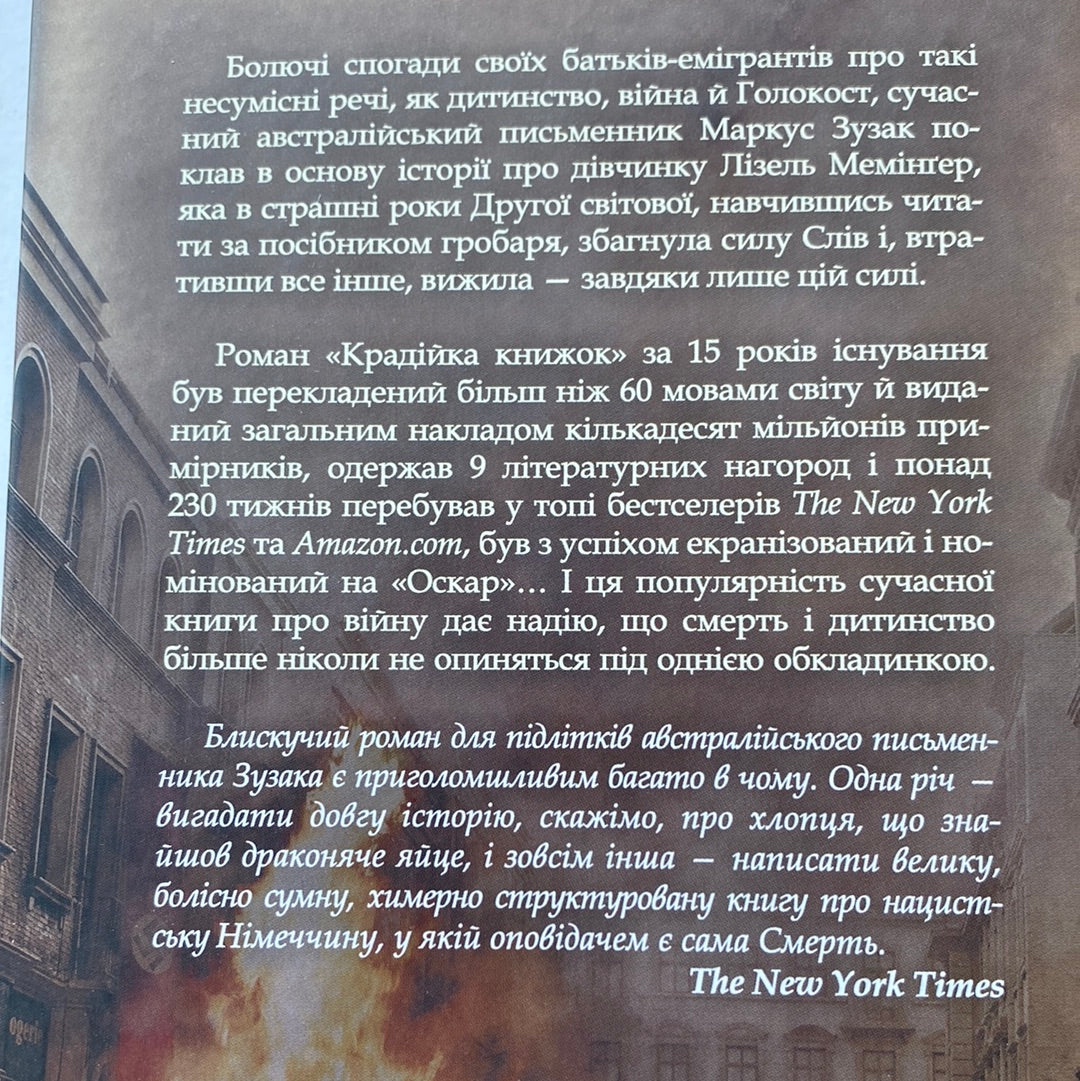 Болючі спогади своїх батьків-емігрантів про такі
несумісні речі, як дитинство, війна й Голокост, сучас-
ний австралійський письменник Маркус Зузак по-
клав в основу історії про дівчинку Лізель Мемінґер,
яка в страшні роки Другої світової, навчившись чита-
ти за посібником гробаря, збагнула силу Слів і, втра-
тивши все інше, вижила — завдяки лише цій силі.
Роман «Крадійка книжок» за 15 років існування
був перекладений більш ніж 60 мовами світу й вида-
ний загальним накладом кількадесят мільйонів при-
мірників, одержав 9 літературних нагород і понад
230 тижнів перебував у топі бестселерів The New York
Times та Amazon.com, був з успіхом екранізований і но-
мінований на «Оскар»... І ця популярність сучасної
книги про війну дає надію, що смерть і дитинство
більше ніколи не опиняться під однією обкладинкою.
Блискучий роман для підлітків австралійського письмен-
ника Зузака є приголомшливим багато в чому. Одна річ —
вигадати довгу історію, скажімо, про хлопця, що зна-
йшов драконяче яйце, і зовсім інша — написати велику,
болісно сумну, химерно структуровану книгу про нацист-
ську Німеччину, у якій оповідачем є сама Смерть.
The New York Times